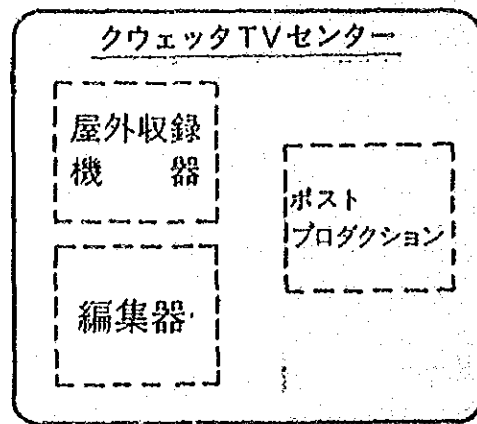 クウェッタTVセンター
屋外収録
機　　器
編集器
ポスト
プロダクション